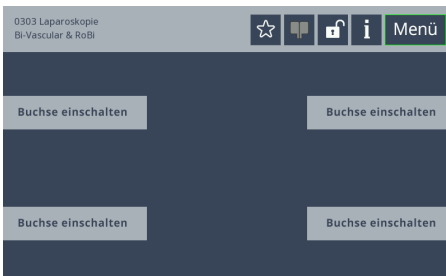 0303 Laparoskopie
Bi-Vascular & RoBi
i
Menü
Buchse einschalten
Buchse einschalten
Buchse einschalten
Buchse einschalten